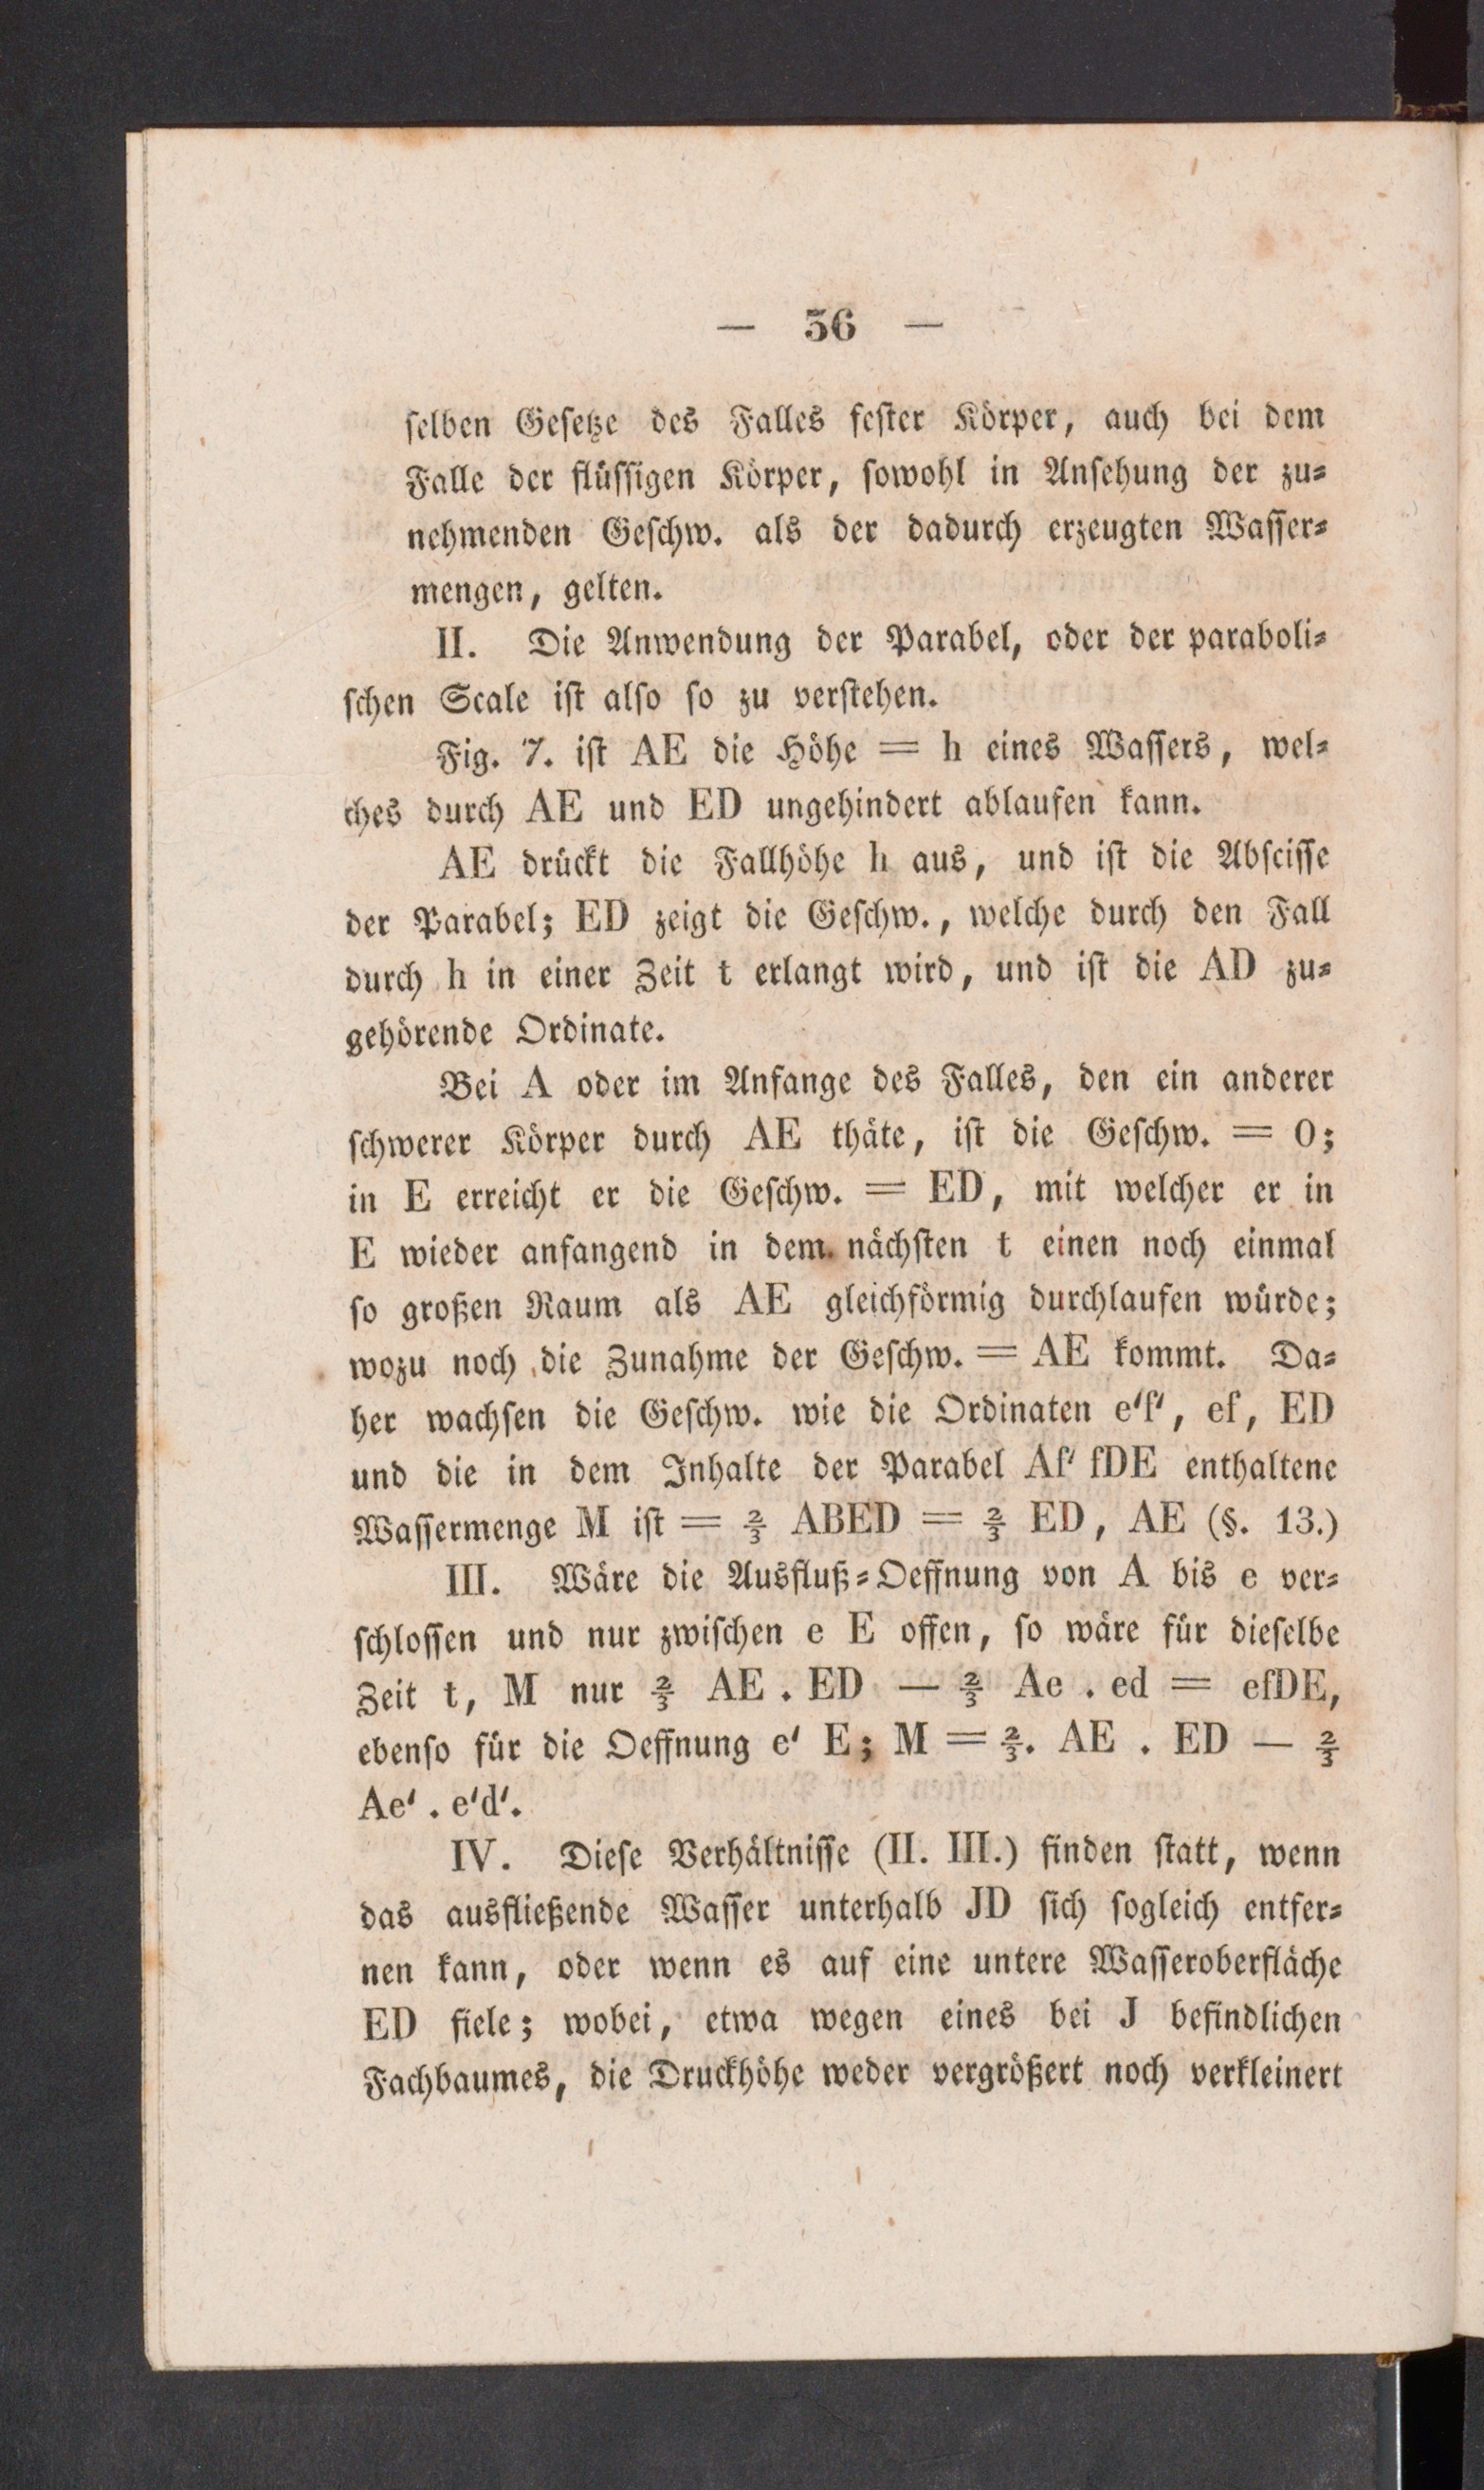 — 56 —
selben Gesetze des Falles fester Körper, auch bei dem
Falle der flüssigen Körper, sowohl in Ansehung der zu⸗
nehmenden Geschw. als der dadurch erzeugten Wasser⸗
mengen, gelten.
II. Die Anwendung der Parabel, oder der paraboli⸗
schen Scale ist also so zu verstehen.
Fig. 7. ist AE die Höhe = h eines Wassers, wel⸗
ches durch AE und ED ungehindert ablaufen kann.
AE drückt die Fallhöhe h aus, und ist die Abscisse
der Parabel; ED zeigt die Geschw., welche durch den Fall
durch h in einer Zeit t erlangt wird, und ist die AD zu⸗
gehörende Ordinate.
Bei A oder im Anfange des Falles, den ein anderer
schwerer Körper durch AE thäte, ist die Geschw. = 0;
in E erreicht er die Geschw. = ED, mit welcher er in
E wieder anfangend in dem nächsten t einen noch einmal
so großen Raum als AE gleichförmig durchlaufen würde;
wozu noch die Zunahme der Geschw. = AE kommt. Da⸗
her wachsen die Geschw. wie die Ordinaten e'f', ef, ED
und die in dem Inhalte der Parabel Af' fDE enthaltene
Wassermenge M ist = ⅔ ABED = ⅔ ED, AE (§. 13.)
III. Wäre die Ausfluß⸗Oeffnung von A bis e ver⸗
schlossen und nur zwischen e E offen, so wäre für dieselbe
Zeit t, M nur ⅔ AE . ED — ⅔ Ae . ed = efDE,
ebenso für die Oeffnung e' E; M = ⅔. AE . ED — ⅔
Ae' . e'd'.
IV. Diese Verhältnisse (II. III.) finden statt, wenn
das ausfließende Wasser unterhalb JD sich sogleich entfer⸗
nen kann, oder wenn es auf eine untere Wasseroberfläche
ED fiele; wobei, etwa wegen eines bei J befindlichen
Fachbaumes, die Druckhöhe weder vergrößert noch verkleinert